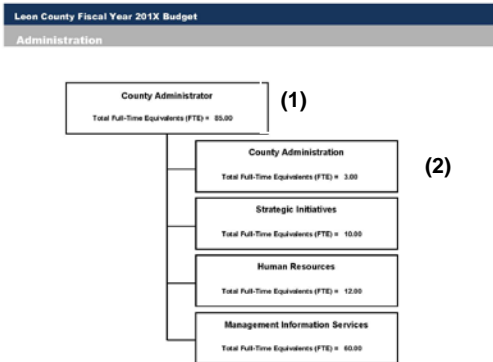 Leon County Fiscal Year 201X Budget
Administration
County Administrator
(1)
Total Full-Time Equivalents (FTE) = 85.00
County Administration
(2)
Total Full-Time Equivalents (FTE) = 3.00
Strategic Initiatives
Total Full-Time Equivalents (FTE) = 10.00
Human Resources
Total Full-Time Equivalents (FTE) = 12.00
Management Information Services
Total Full-Time Equivalents (FTE) = 60.00